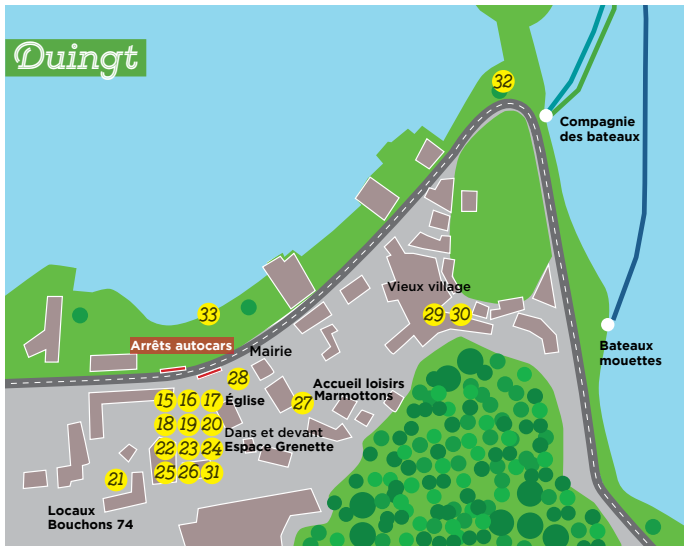 Duingt
32
Compagnie
des bateaux
Vieux village
29 30
33
Arrêts autocars
Mairie
Bateaux
mouettes
28
Accueil loisirs
Marmottons
27
15 16 17 Église
18 19 20 Dans et devant
22 23 24 Espace Grenette
25 26 31
21
Locaux
Bouchons 74